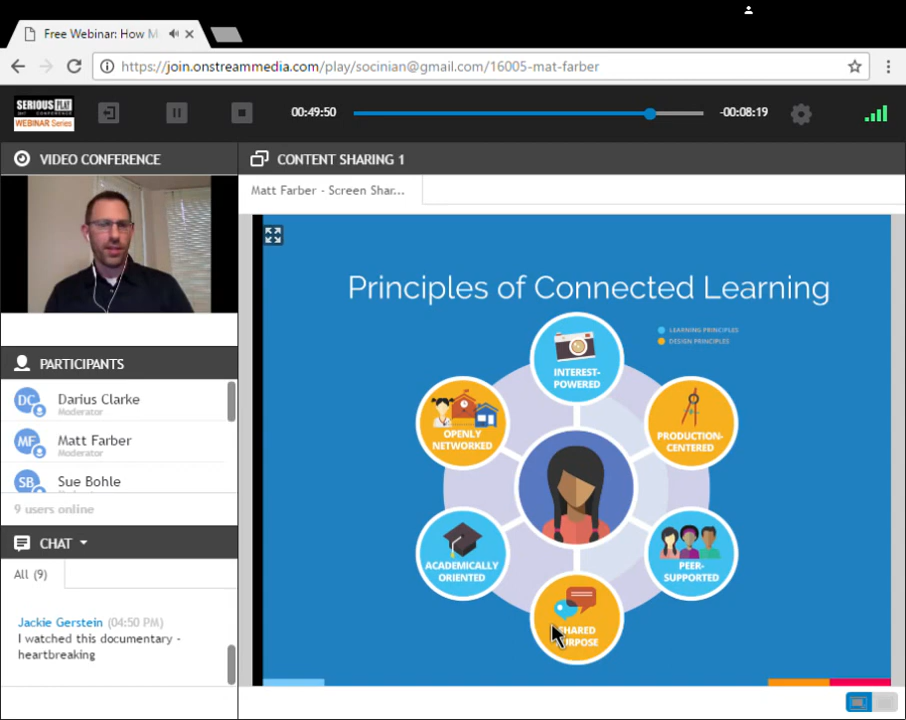 Free Webinar: How M
https://join.onstreammedia.com/play/socinian@gmail.com/16005-mat-farber
SERIOUS PLAY
CONFERENCE
WEBINAR Series
00:49:50
-00:08:19
VIDEO CONFERENCE
CONTENT SHARING 1
Matt Farber - Screen Shar...
Principles of Connected Learning
LEARNING PRINCIPLES
DESIGN PRINCIPLES
INTEREST-
POWERED
OPENLY
NETWORKED
PRODUCTION-
CENTERED
ACADEMICALLY
ORIENTED
PEER-
SUPPORTED
SHARED
PURPOSE
PARTICIPANTS
DC
Darius Clarke
Moderator
MF
Matt Farber
Moderator
SB
Sue Bohle
9 users online
CHAT
All (9)
Jackie Gerstein (04:50 PM)
I watched this documentary -
heartbreaking